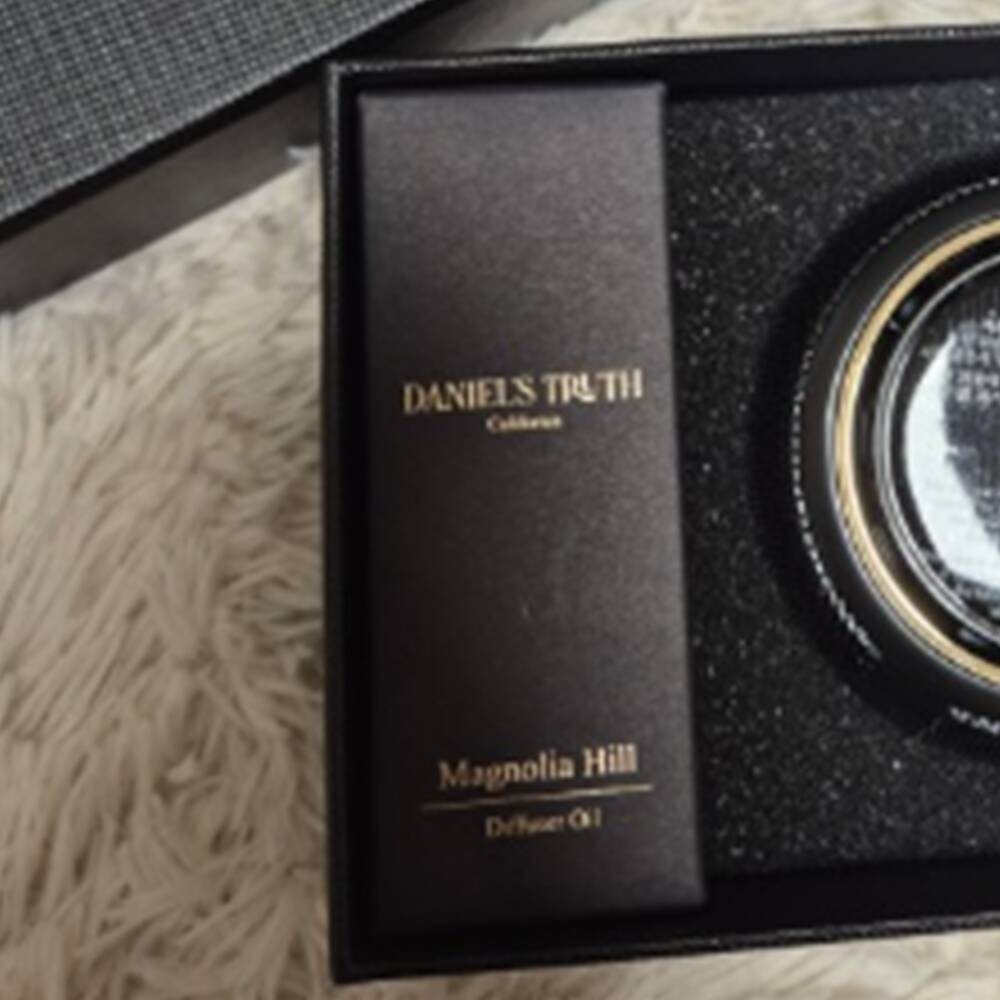 DANIEL'S TRUTH
California
Magnolia Hill
Diffuser Oil